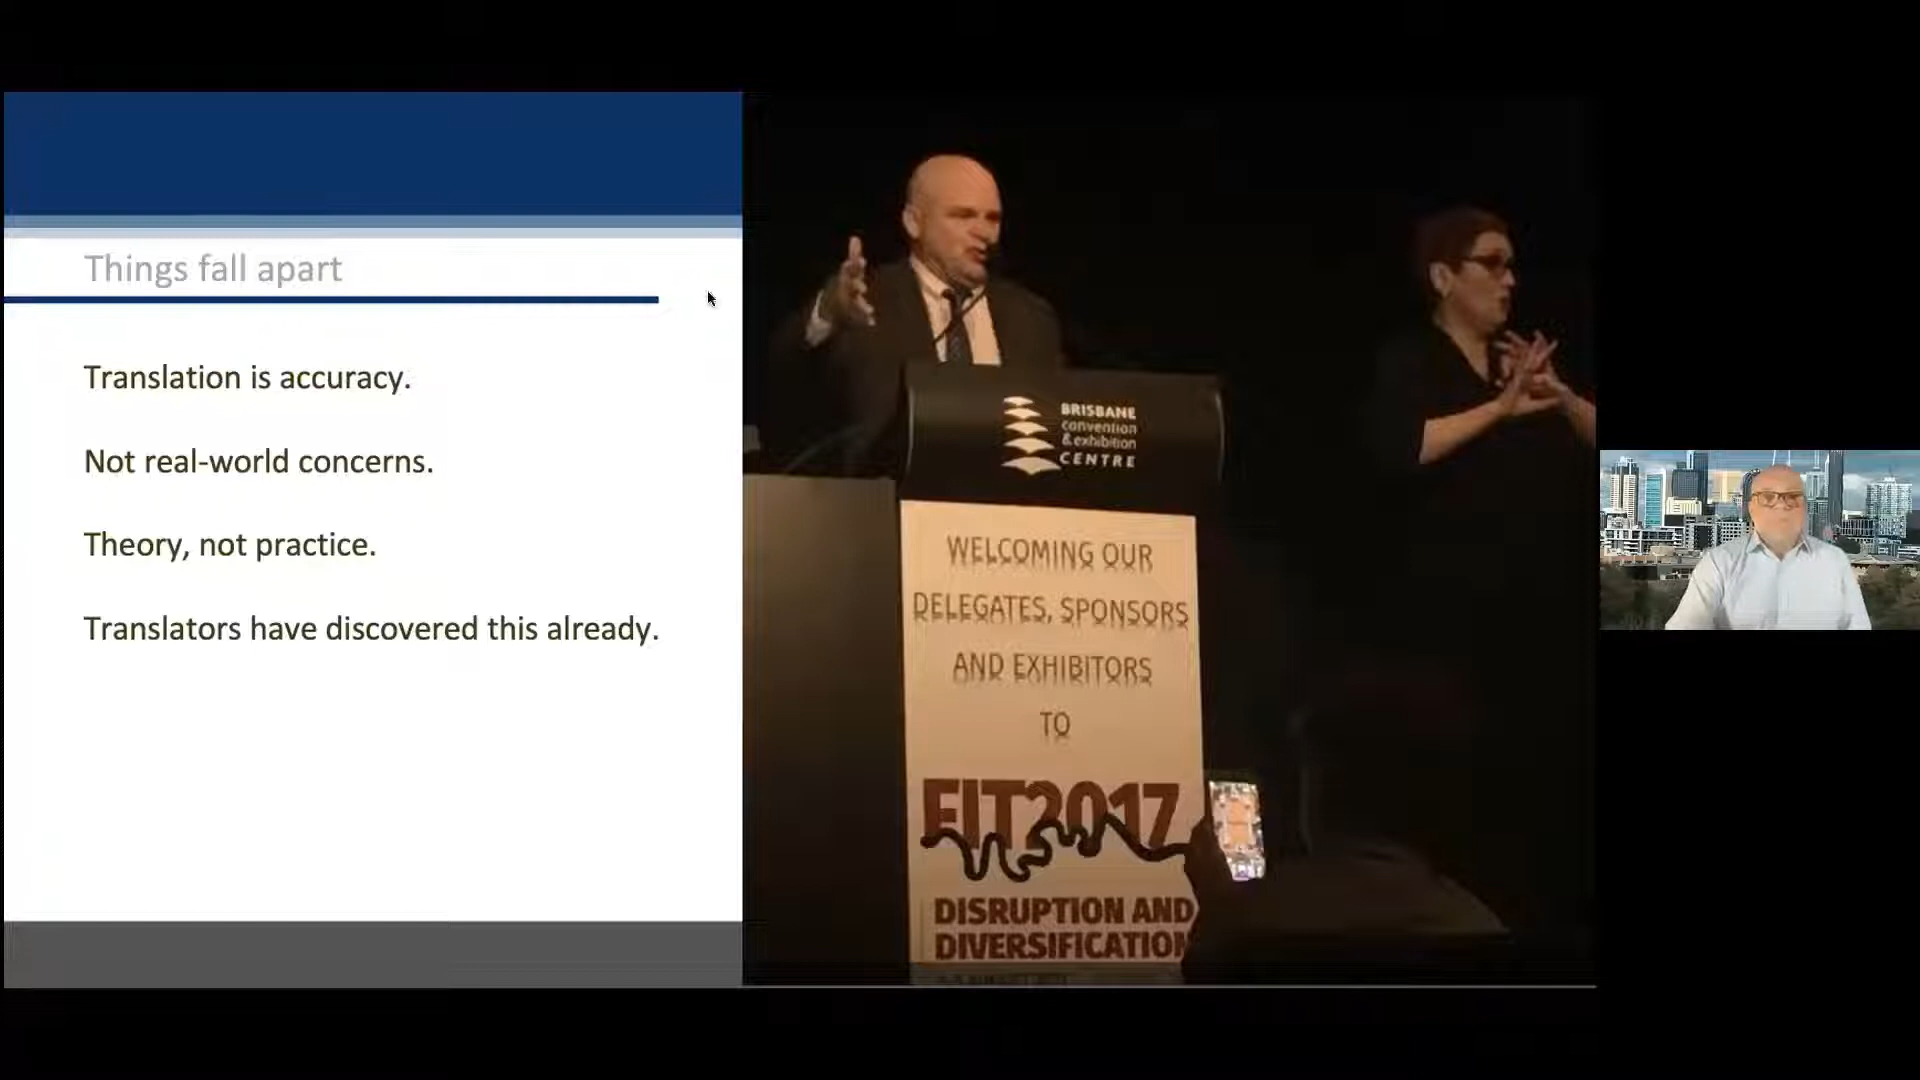 Things fall apart
Translation is accuracy.
Not real-world concerns.
Theory, not practice.
Translators have discovered this already.
BRISBANE
convention
& exhibition
CENTRE
WELCOMING OUR
DELEGATES, SPONSORS
AND EXHIBITORS
TO
FIT2017
DISRUPTION AND
DIVERSIFICATION